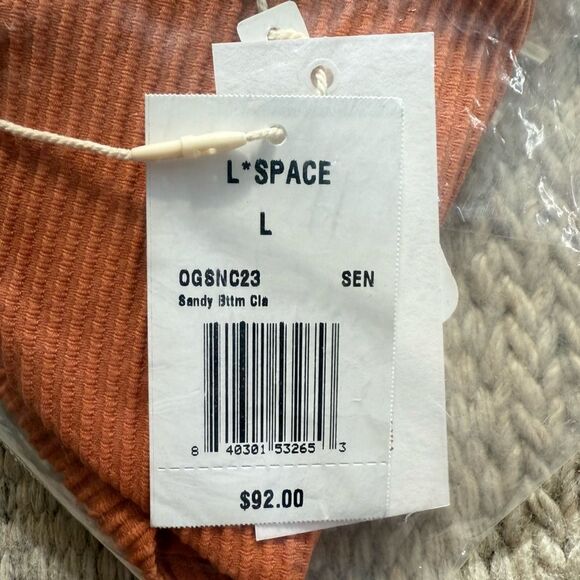 L*SPACE
L
OGSNC23 SEN
Sandy Bttm Cla
8 40301 53265 3
$92.00